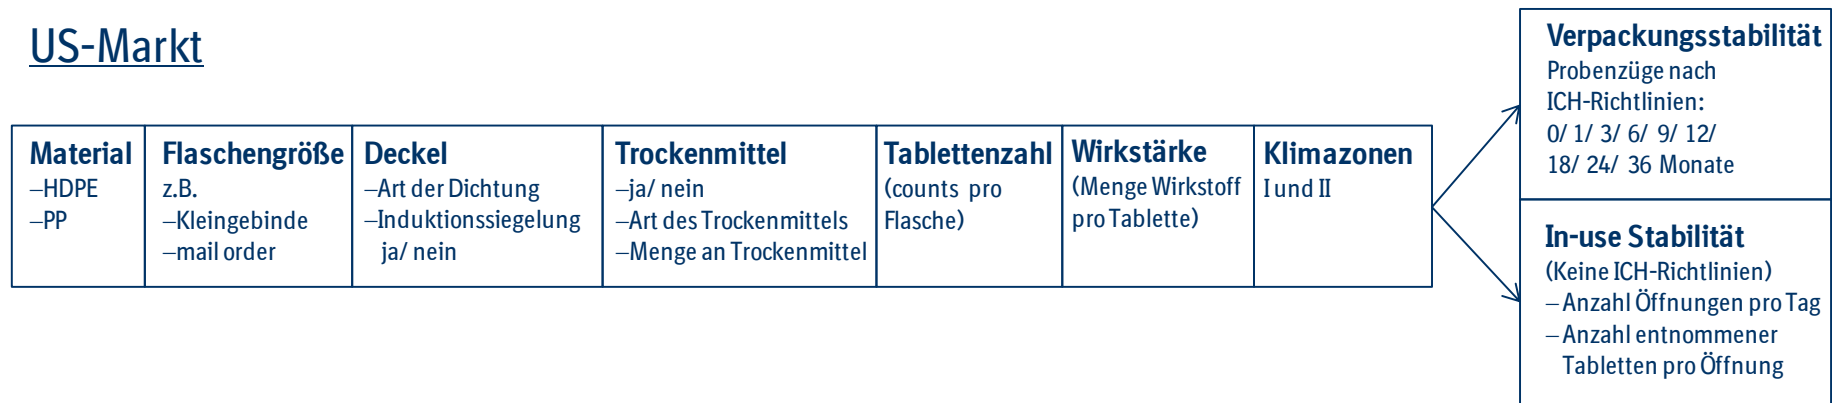 US-Markt
Material
–HDPE
–PP
Flaschengröße
z.B.
–Kleingebinde
–mail order
Deckel
–Art der Dichtung
–Induktionssiegelung
ja/ nein
Trockenmittel
–ja/ nein
–Art des Trockenmittels
–Menge an Trockenmittel
Tablettenzahl
(counts pro
Flasche)
Wirkstärke
(Menge Wirkstoff
pro Tablette)
Klimazonen
I und II
Verpackungsstabilität
Probenzüge nach
ICH-Richtlinien:
0/ 1/ 3/ 6/ 9/ 12/
18/ 24/ 36 Monate
In-use Stabilität
(Keine ICH-Richtlinien)
– Anzahl Öffnungen pro Tag
– Anzahl entnommener
Tabletten pro Öffnung